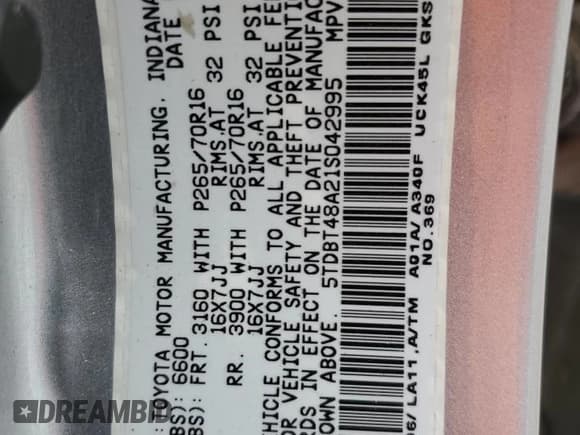 : TOYOTA MOTOR MANUFACTURING, INDIANA
DATE
BS): 6600
BS): FRT. 3160 WITH P265/70R16
16X7JJ RIMS,AT 32 PSI
RR. 3900 WITH P265/70R16
16X7JJ RIMS,AT 32 PSI
HICLE CONFORMS TO ALL APPLICABLE FE
OR VEHICLE SAFETY AND THEFT PREVENTI
RDS IN EFFECT ON THE DATE OF MANUFAC
OWN ABOVE. 5TDBT48A21S042995 MPV
06/ LA11,A/TM A01A/ A340F UCK45L GKS
NO.369
DREAMBID